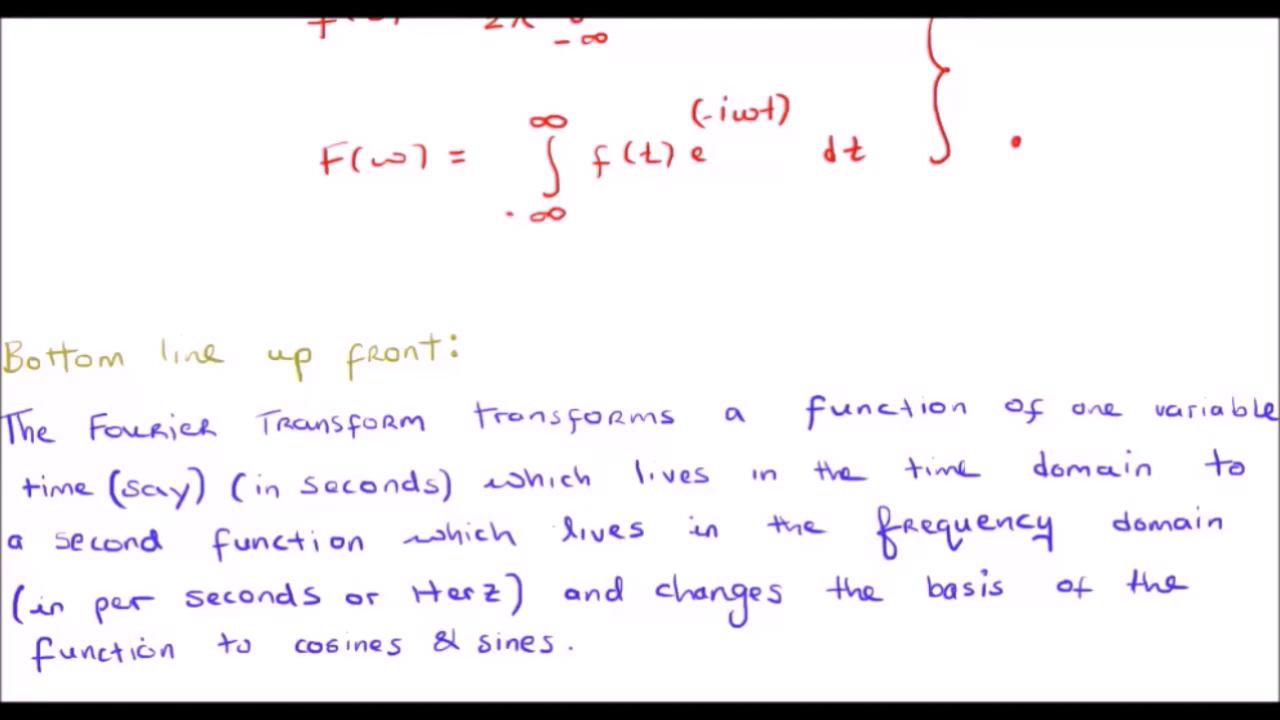 2π -∞
F(ω) = ∫ f(t) e^(-iωt) dt
∞
-∞
Bottom line up front:
The Fourier Transform transforms a function of one variable
time (say) (in seconds) which lives in the time domain to
a second function which lives in the frequency domain
(in per seconds or Herz) and changes the basis of the
function to cosines & sines.